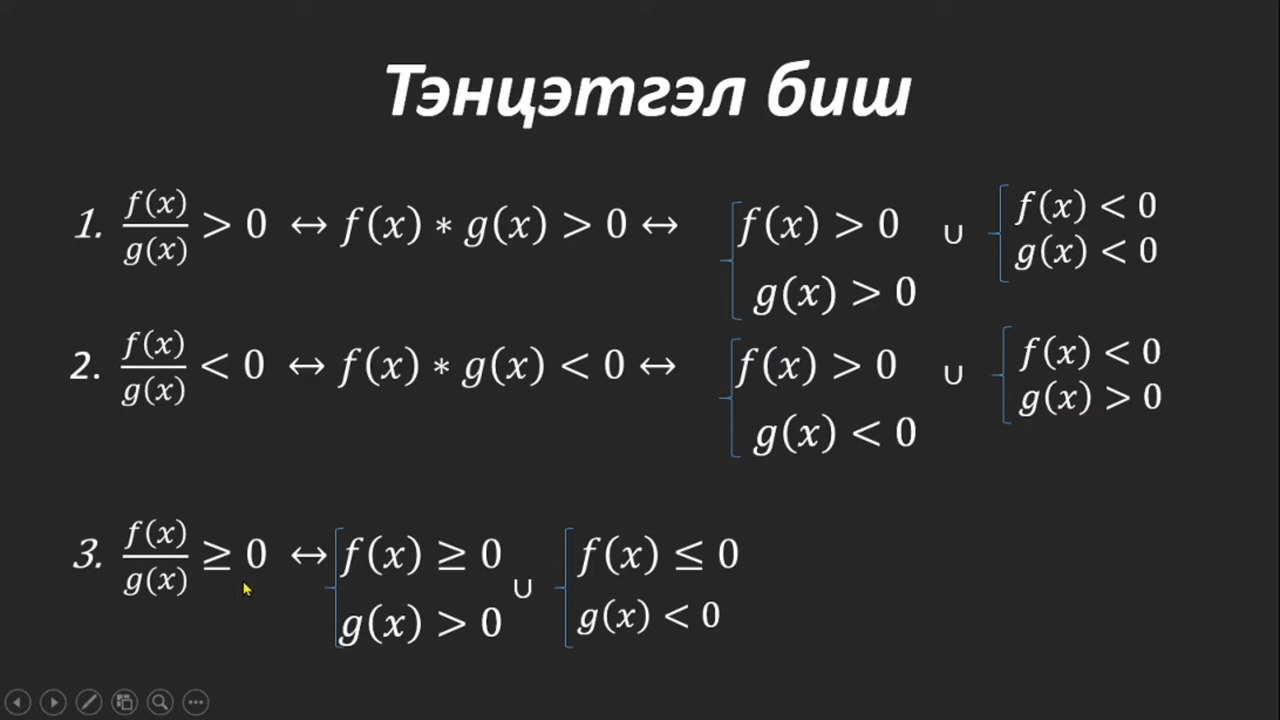 Тэнцэтгэл биш
1. f(x)/g(x) > 0 ↔ f(x) * g(x) > 0 ↔ { f(x) > 0, g(x) > 0 ∪ { f(x) < 0, g(x) < 0
2. f(x)/g(x) < 0 ↔ f(x) * g(x) < 0 ↔ { f(x) > 0, g(x) < 0 ∪ { f(x) < 0, g(x) > 0
3. f(x)/g(x) ≥ 0 ↔ { f(x) ≥ 0, g(x) > 0 ∪ { f(x) ≤ 0, g(x) < 0